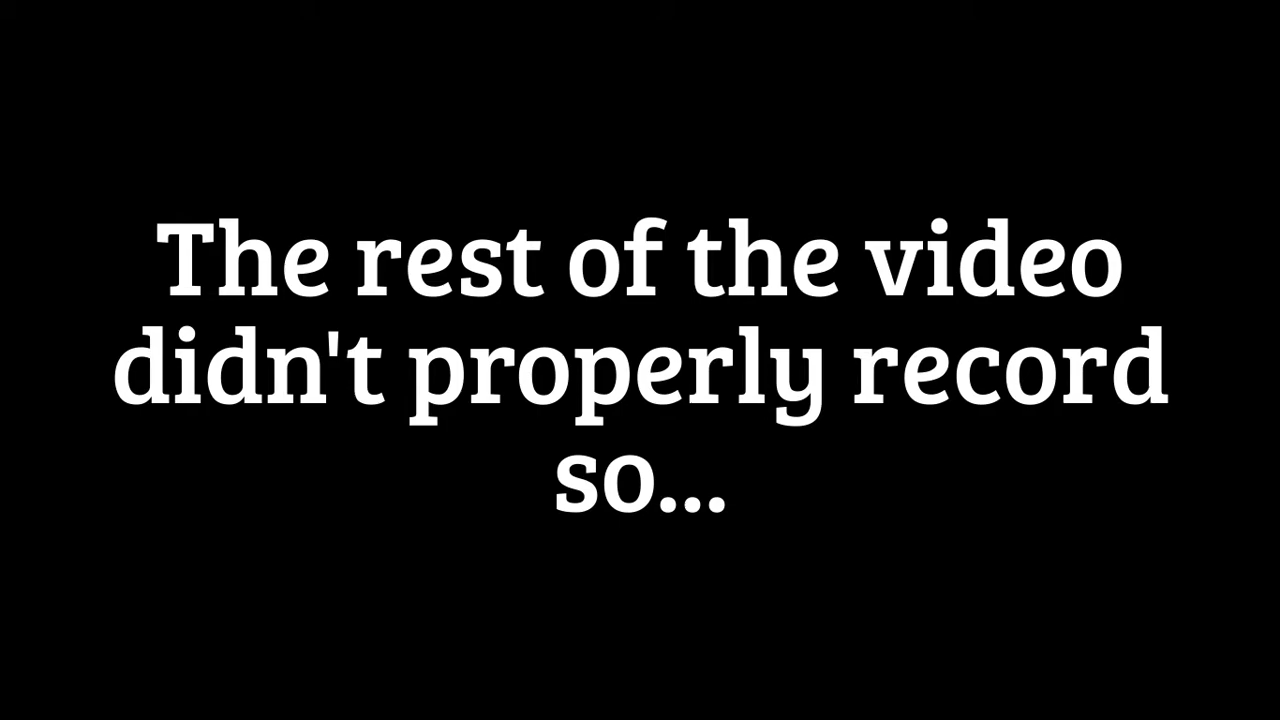 The rest of the video
didn't properly record
so...